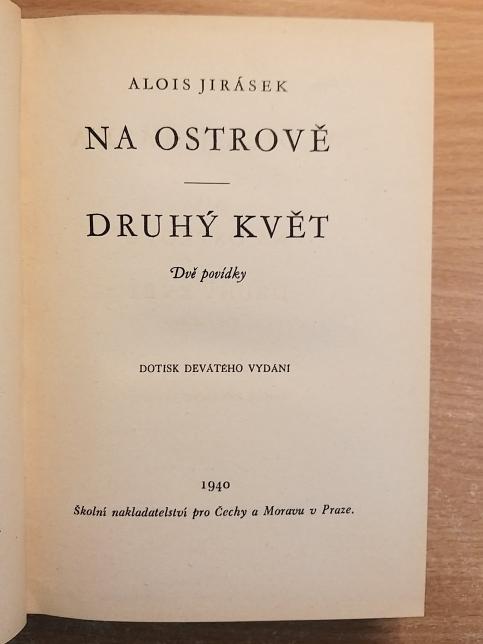 ALOIS JIRÁSEK
NA OSTROVĚ
DRUHÝ KVĚT
Dvě povídky
DOTISK DEVÁTÉHO VYDÁNÍ
1940
Školní nakladatelství pro Čechy a Moravu v Praze.